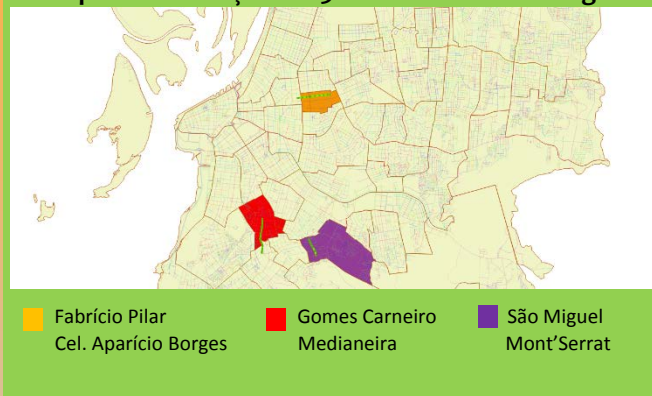 Fabrício Pilar
Cel. Aparício Borges
Gomes Carneiro
Medianeira
São Miguel
Mont’Serrat